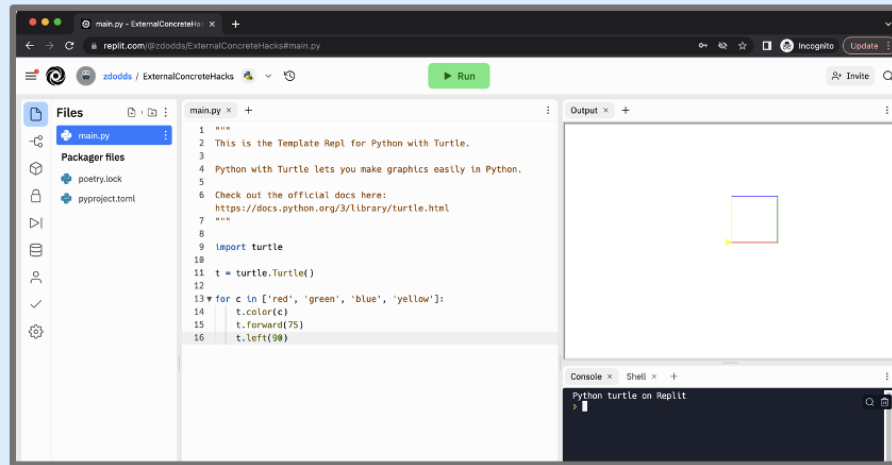 main.py - ExternalConcreteHa
replit.com/@zdodds/ExternalConcreteHacks#main.py
Incognito
Update
zdodds / ExternalConcreteHacks
Run
Invite
Files
main.py
Packager files
poetry.lock
pyproject.toml
main.py
1 """
2 This is the Template Repl for Python with Turtle.
3
4 Python with Turtle lets you make graphics easily in Python.
5
6 Check out the official docs here:
https://docs.python.org/3/library/turtle.html
7 """
8
9 import turtle
10
11 t = turtle.Turtle()
12
13 for c in ['red', 'green', 'blue', 'yellow']:
14 t.color(c)
15 t.forward(75)
16 t.left(90)
Output
Console
Shell
Python turtle on Replit
>